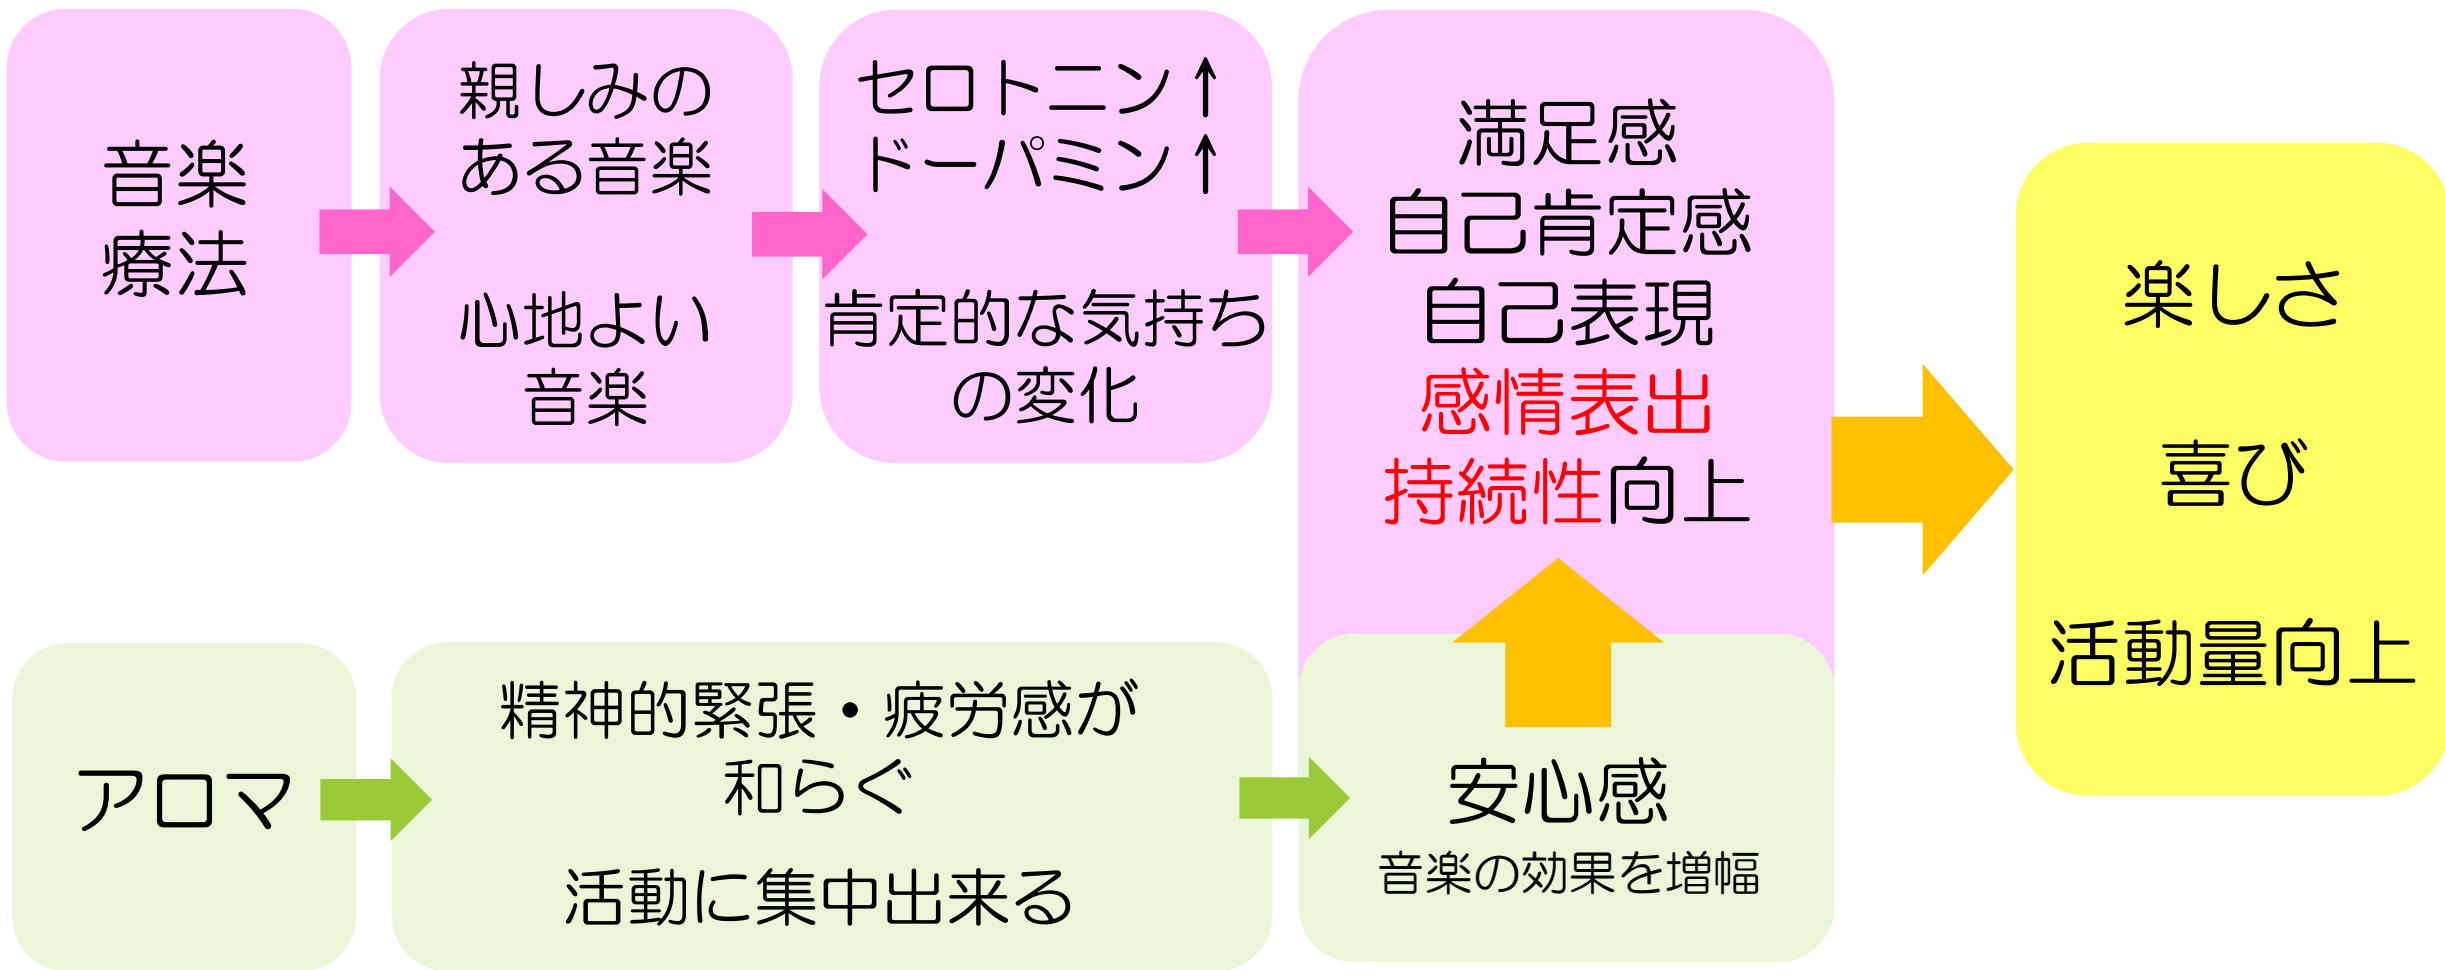 音楽
療法
親しみの
ある音楽
心地よい
音楽
セロトニン↑
ドーパミン↑
肯定的な気持ち
の変化
満足感
自己肯定感
自己表現
感情表出
持続性向上
楽しさ
喜び
活動量向上
アロマ
精神的緊張・疲労感が
和らぐ
活動に集中出来る
安心感
音楽の効果を増幅